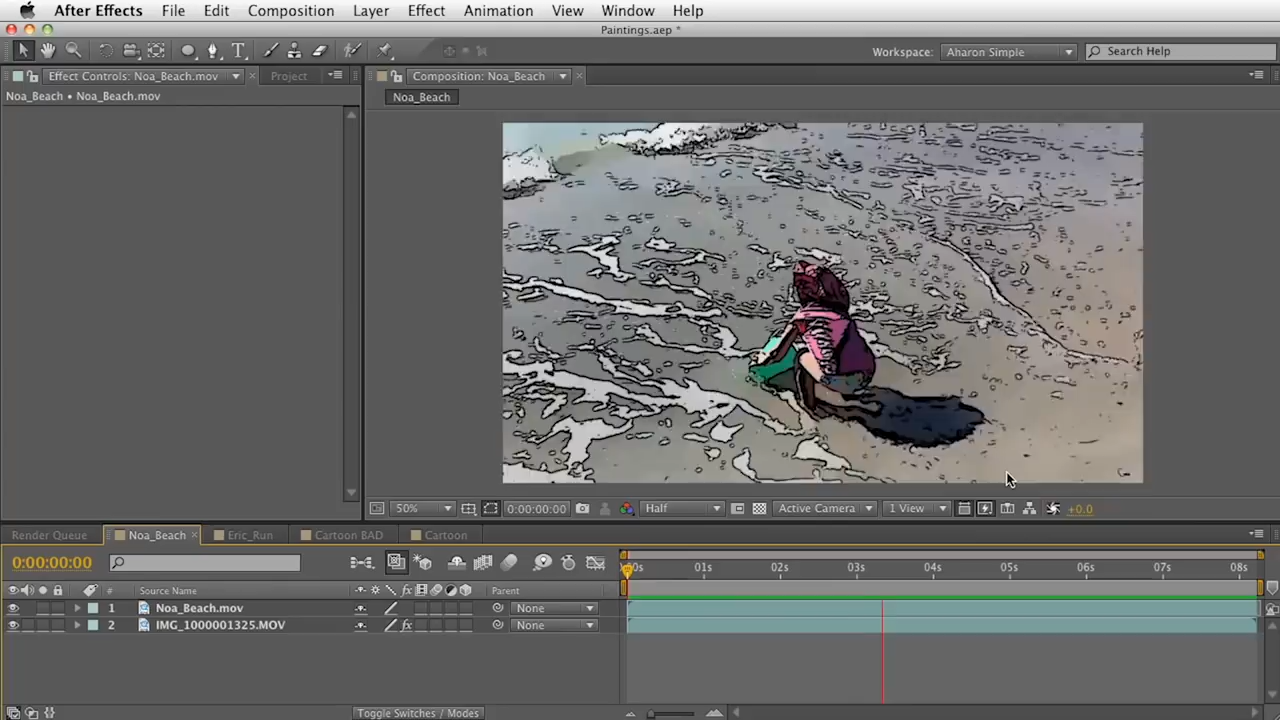 After Effects File Edit Composition Layer Effect Animation View Window Help
Paintings.aep *
Workspace: Aharon Simple Search Help
Effect Controls: Noa_Beach.mov Project Composition: Noa_Beach
Noa_Beach • Noa_Beach.mov
Noa_Beach
50% 0:00:00:00 Half Active Camera 1 View +0.0
Render Queue Noa_Beach Eric_Run Cartoon BAD Cartoon
0:00:00:00 01s 02s 03s 04s 05s 06s 07s 08s
# Source Name Parent
1 Noa_Beach.mov None
2 IMG_1000001325.MOV fx None
Toggle Switches / Modes